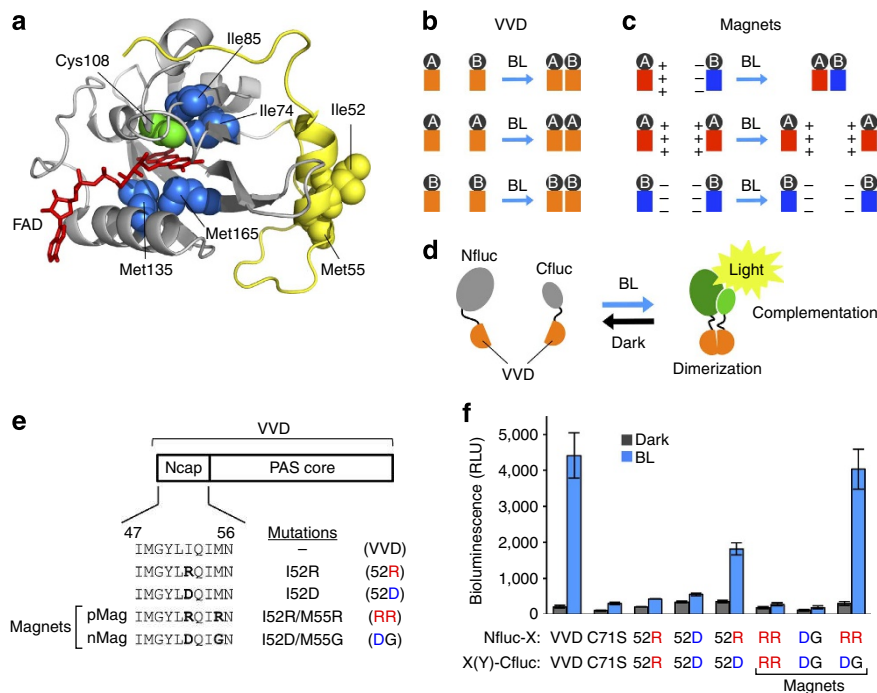 a
Ile85
Cys108
Ile74
Ile52
FAD
Met165
Met135
Met55
b VVD
A B BL A B
A A BL A A
B B BL B B
c Magnets
A + + + − − − B BL A B
A + + + + + + A BL A + + + + + + A
B − − − − − − B BL B − − − − − − B
d
Nfluc Cfluc
BL
Dark
VVD
Light
Complementation
Dimerization
e
VVD
Ncap PAS core
47 56 Mutations
IMGYLIQIMN – (VVD)
IMGYLRQIMN I52R (52R)
IMGYLDQIMN I52D (52D)
Magnets
pMag IMGYLRQIRN I52R/M55R (RR)
nMag IMGYLDQIGN I52D/M55G (DG)
f
Bioluminescence (RLU)
5,000
4,000
3,000
2,000
1,000
0
Dark
BL
Nfluc-X: VVD C71S 52R 52D 52R RR DG RR
X(Y)-Cfluc: VVD C71S 52R 52D 52D RR DG DG
Magnets